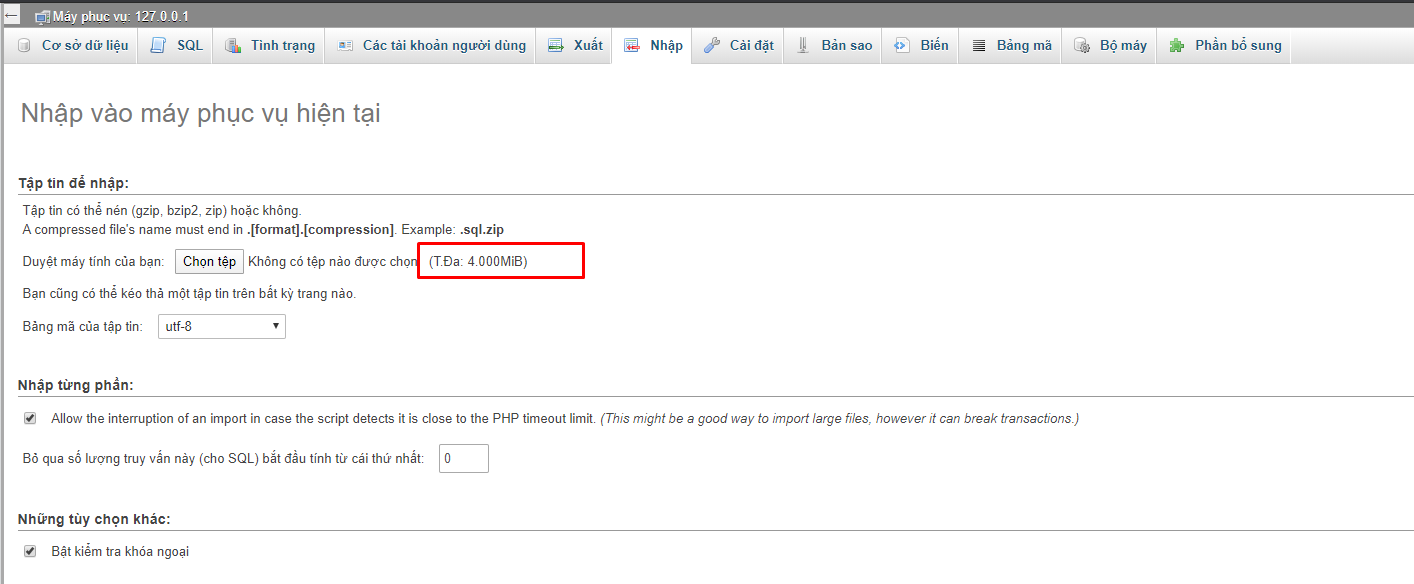 Máy phục vụ: 127.0.0.1
Cơ sở dữ liệu SQL Tình trạng Các tài khoản người dùng Xuất Nhập Cài đặt Bản sao Biến Bảng mã Bộ máy Phần bổ sung
Nhập vào máy phục vụ hiện tại
Tập tin để nhập:
Tập tin có thể nén (gzip, bzip2, zip) hoặc không.
A compressed file's name must end in .[format].[compression]. Example: .sql.zip
Duyệt máy tính của bạn: Chọn tệp Không có tệp nào được chọn (T.Đa: 4.000MiB)
Bạn cũng có thể kéo thả một tập tin trên bất kỳ trang nào.
Bảng mã của tập tin: utf-8
Nhập từng phần:
Allow the interruption of an import in case the script detects it is close to the PHP timeout limit. (This might be a good way to import large files, however it can break transactions.)
Bỏ qua số lượng truy vấn này (cho SQL) bắt đầu tính từ cái thứ nhất: 0
Những tùy chọn khác:
Bật kiểm tra khóa ngoại